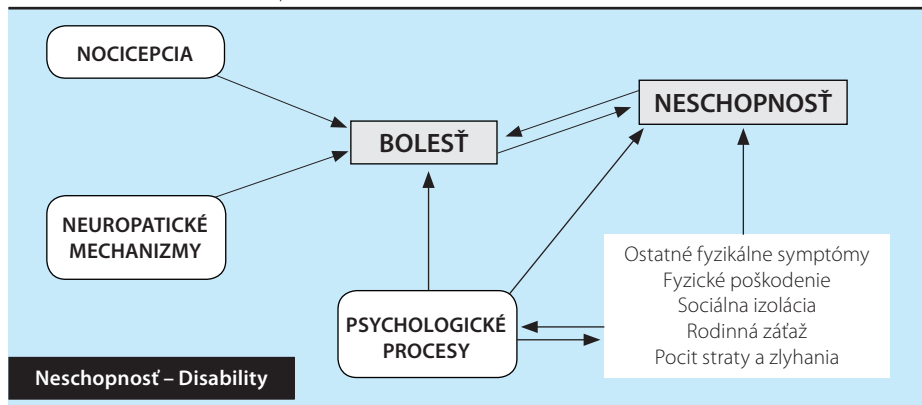 NOCICEPCIA
NESCHOPNOSŤ
BOLESŤ
NEUROPATICKÉ
MECHANIZMY
Ostatné fyzikálne symptómy
Fyzické poškodenie
Sociálna izolácia
Rodinná záťaž
Pocit straty a zlyhania
PSYCHOLOGICKÉ
PROCESY
Neschopnosť – Disability